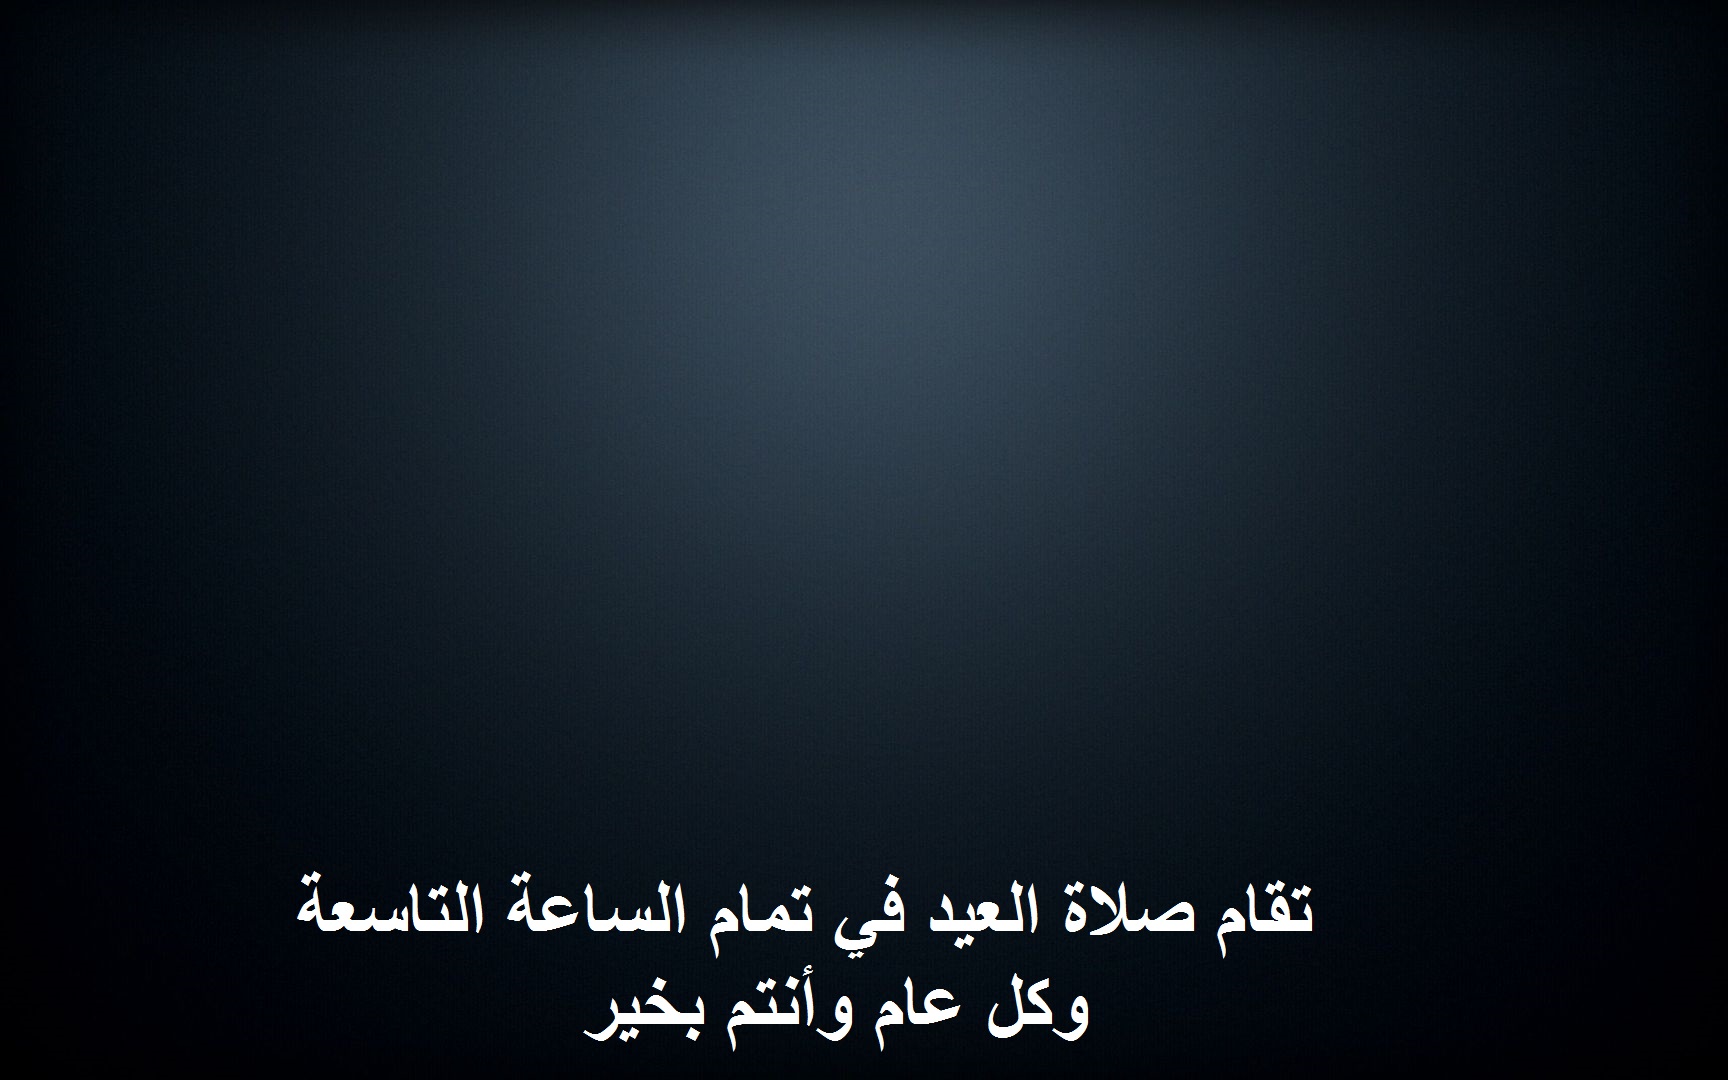 تقام صلاة العيد في تمام الساعة التاسعة
وكل عام وأنتم بخير